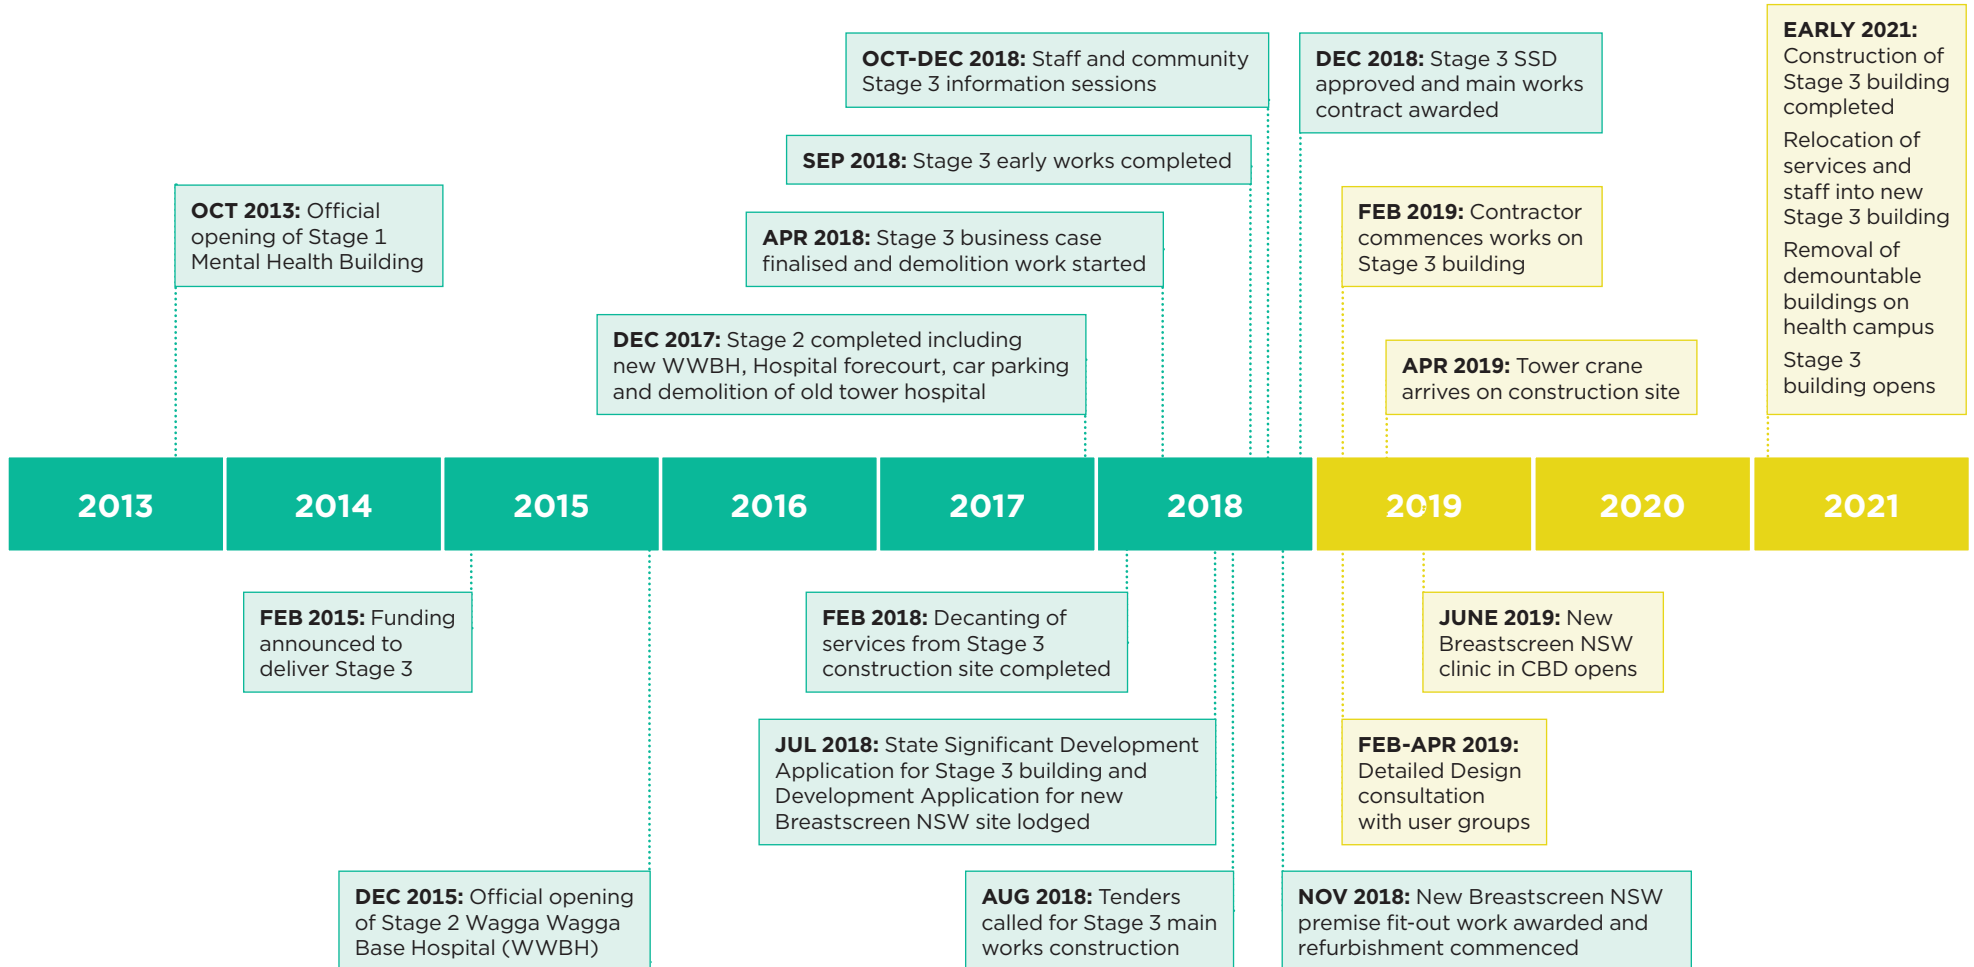 OCT-DEC 2018: Staff and community
Stage 3 information sessions
DEC 2018: Stage 3 SSD
approved and main works
contract awarded
EARLY 2021:
Construction of
Stage 3 building
completed
Relocation of
services and
staff into new
Stage 3 building
Removal of
demountable
buildings on
health campus
Stage 3
building opens
SEP 2018: Stage 3 early works completed
OCT 2013: Official
opening of Stage 1
Mental Health Building
APR 2018: Stage 3 business case
finalised and demolition work started
FEB 2019: Contractor
commences works on
Stage 3 building
DEC 2017: Stage 2 completed including
new WWBH, Hospital forecourt, car parking
and demolition of old tower hospital
APR 2019: Tower crane
arrives on construction site
2013
2014
2015
2016
2017
2018
2019
2020
2021
FEB 2015: Funding
announced to
deliver Stage 3
FEB 2018: Decanting of
services from Stage 3
construction site completed
JUNE 2019: New
Breastscreen NSW
clinic in CBD opens
JUL 2018: State Significant Development
Application for Stage 3 building and
Development Application for new
Breastscreen NSW site lodged
FEB-APR 2019:
Detailed Design
consultation
with user groups
DEC 2015: Official opening
of Stage 2 Wagga Wagga
Base Hospital (WWBH)
AUG 2018: Tenders
called for Stage 3 main
works construction
NOV 2018: New Breastscreen NSW
premise fit-out work awarded and
refurbishment commenced